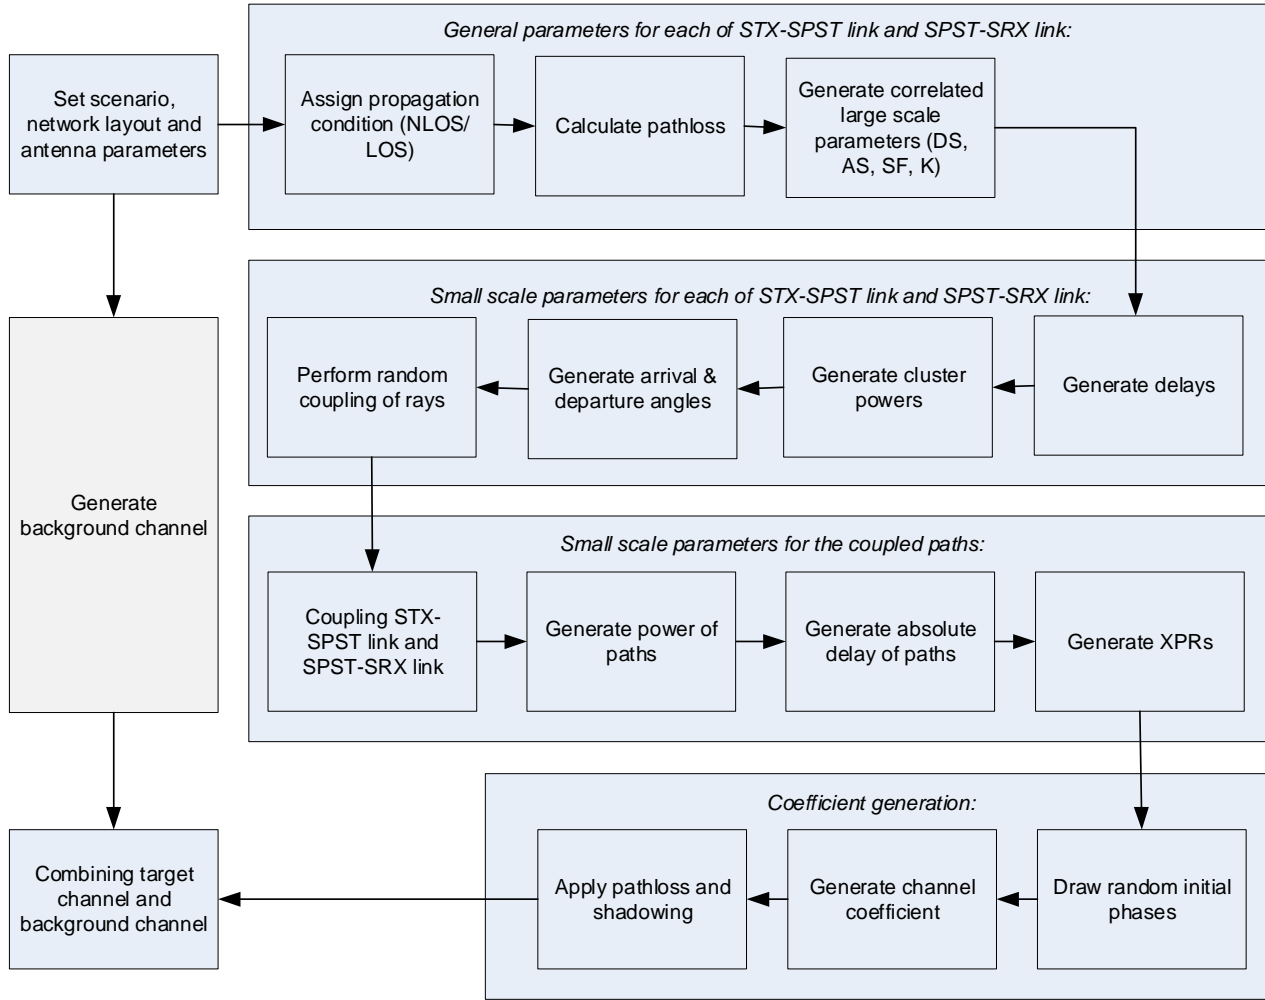 General parameters for each of STX-SPST link and SPST-SRX link:
Set scenario,
network layout and
antenna parameters
Assign propagation
condition (NLOS/
LOS)
Calculate pathloss
Generate correlated
large scale
parameters (DS,
AS, SF, K)
Small scale parameters for each of STX-SPST link and SPST-SRX link:
Perform random
coupling of rays
Generate arrival &
departure angles
Generate cluster
powers
Generate delays
Generate
background channel
Small scale parameters for the coupled paths:
Coupling STX-
SPST link and
SPST-SRX link
Generate power of
paths
Generate absolute
delay of paths
Generate XPRs
Coefficient generation:
Combining target
channel and
background channel
Apply pathloss and
shadowing
Generate channel
coefficient
Draw random initial
phases